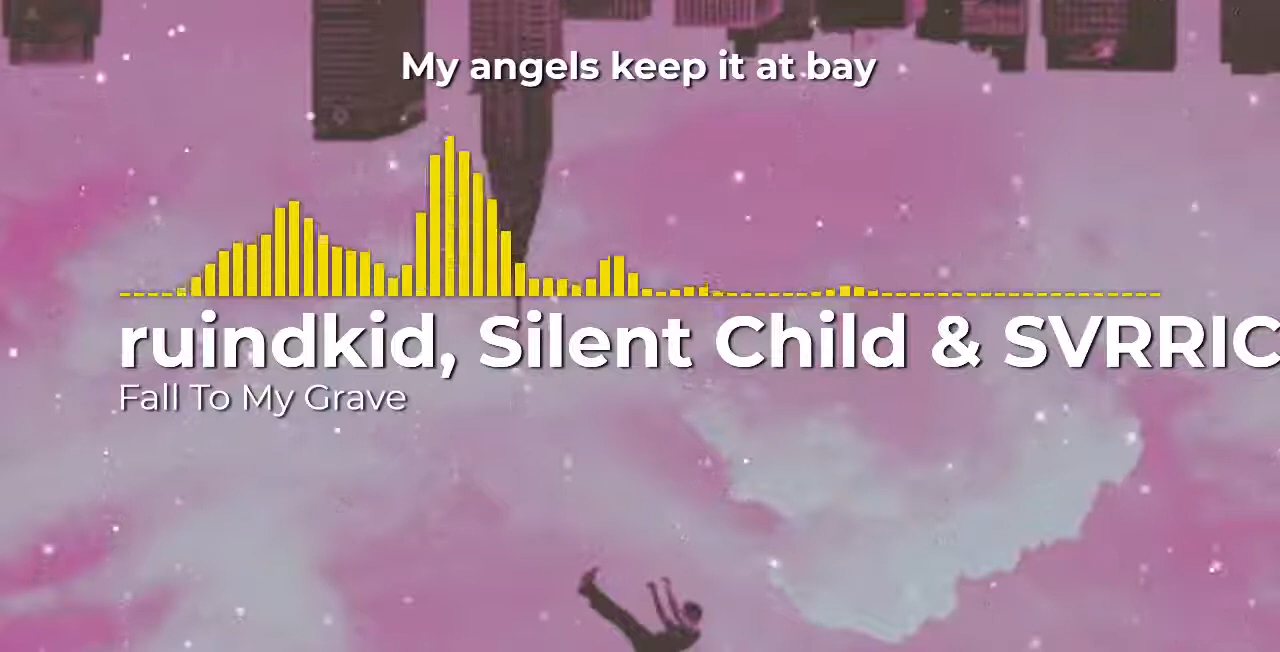 My angels keep it at bay
ruindkid, Silent Child & SVRRIC
Fall To My Grave